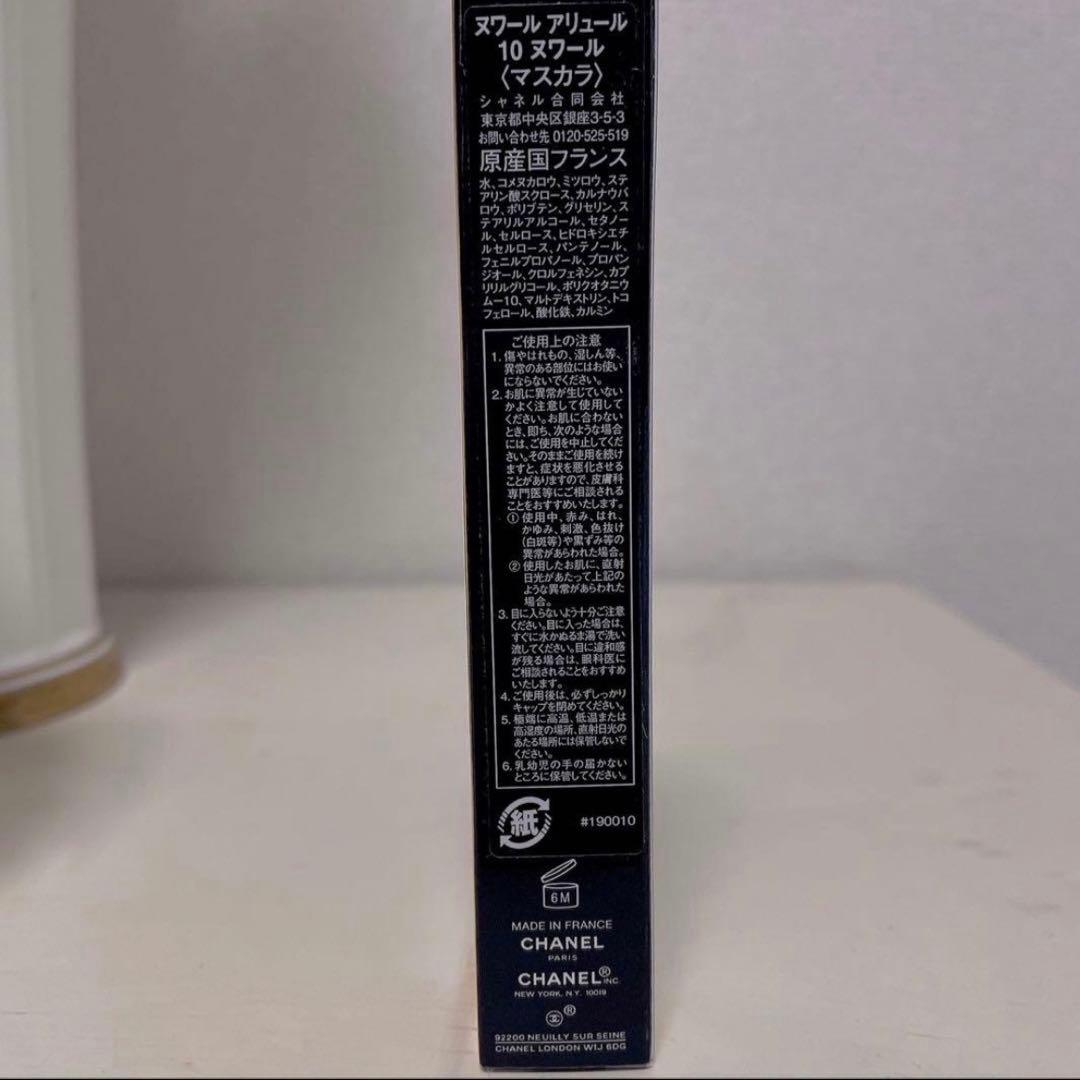 ヌワール アリュール
10 ヌワール
〈マスカラ〉
シャネル合同会社
東京都中央区銀座3-5-3
お問い合わせ先 0120-525-519
原産国フランス
水、コメヌカロウ、ミツロウ、ステ
アリン酸スクロース、カルナウバ
ロウ、ポリブテン、グリセリン、ス
テアリルアルコール、セタノー
ル、セルロース、ヒドロキシエチ
ルセルロース、パンテノール、
フェニルプロパノール、プロパン
ジオール、クロルフェネシン、カプ
リリルグリコール、ポリクオタニウ
ムー10、マルトデキストリン、トコ
フェロール、酸化鉄、カルミン
ご使用上の注意
1. 傷やはれもの、湿しん等、
異常のある部位にはお使い
にならないでください。
2. お肌に異常が生じていない
かよく注意して使用して
ください。お肌に合わない
とき、即ち、次のような場合
には、ご使用を中止してくだ
さい。そのままご使用を続け
ますと、症状を悪化させる
ことがありますので、皮膚科
専門医等にご相談される
ことをおすすめいたします。
① 使用中、赤み、はれ、
かゆみ、刺激、色抜け
(白斑等)や黒ずみ等の
異常があらわれた場合。
② 使用したお肌に、直射
日光があたって上記の
ような異常があらわれた
場合。
3. 目に入らないよう十分ご注意
ください。目に入った場合は、
すぐに水かぬるま湯で洗い
流してください。目に違和感
が残る場合は、眼科医に
ご相談されることをおすすめ
いたします。
4. ご使用後は、必ずしっかり
キャップを閉めてください。
5. 極端に高温、低温または
高湿度の場所、直射日光の
あたる場所には保管しないで
ください。
6. 乳幼児の手の届かない
ところに保管してください。
紙 #190010
6M
MADE IN FRANCE
CHANEL
PARIS
CHANEL® INC.
NEW YORK, N.Y. 10019
®
92200 NEUILLY SUR SEINE
CHANEL LONDON W1J 6DG